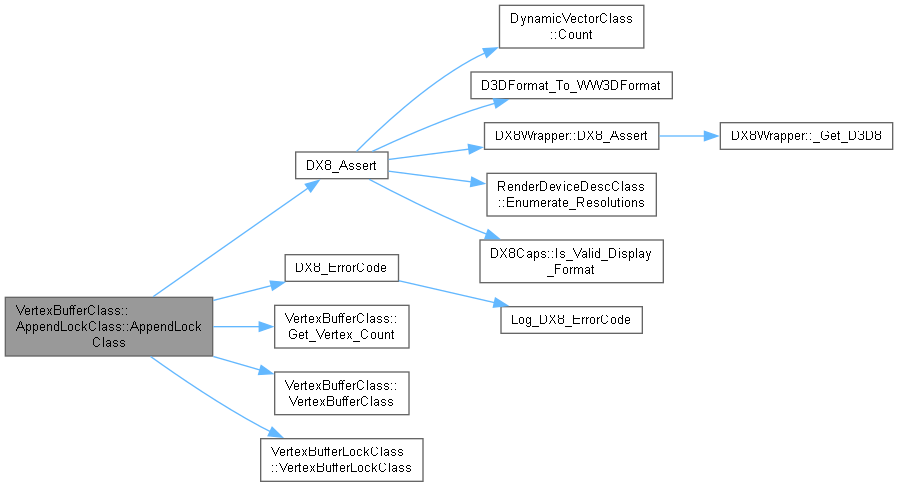 DynamicVectorClass
::Count
D3DFormat_To_WW3DFormat
DX8Wrapper::DX8_Assert
DX8Wrapper::_Get_D3D8
DX8_Assert
RenderDeviceDescClass
::Enumerate_Resolutions
DX8Caps::Is_Valid_Display
_Format
DX8_ErrorCode
Log_DX8_ErrorCode
VertexBufferClass::
AppendLockClass::AppendLock
Class
VertexBufferClass::
Get_Vertex_Count
VertexBufferClass::
VertexBufferClass
VertexBufferLockClass
::VertexBufferLockClass